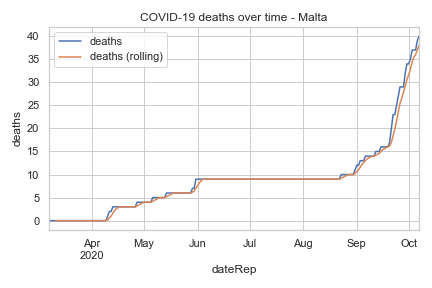 COVID-19 deaths over time - Malta
deaths
deaths (rolling)
40
35
30
25
20
15
10
5
0
deaths
Apr
2020
May
Jun
Jul
Aug
Sep
Oct
dateRep